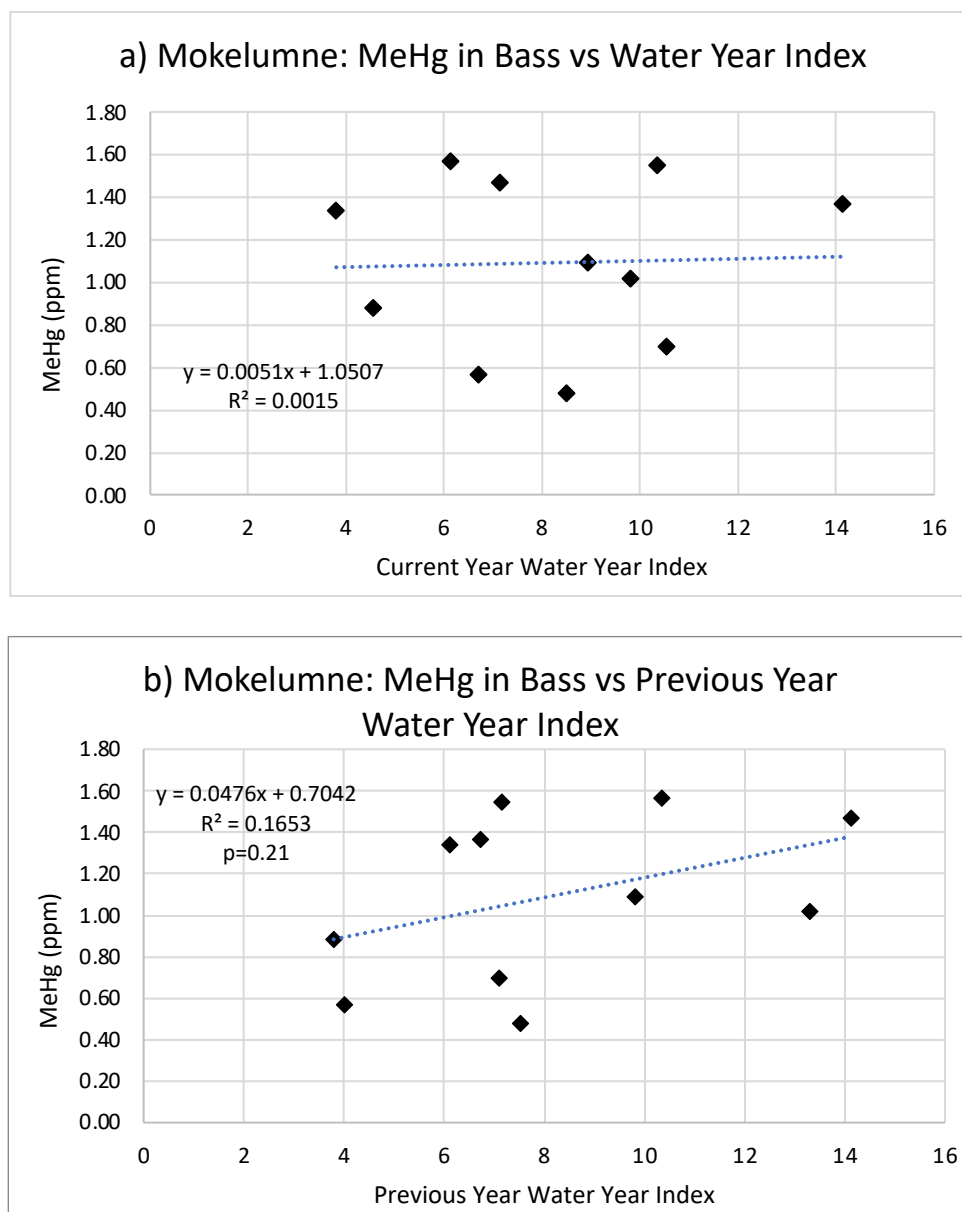 a) Mokelumne: MeHg in Bass vs Water Year Index
1.80
1.60
1.40
1.20
1.00
0.80
0.60
0.40
0.20
0.00
MeHg (ppm)
y = 0.0051x + 1.0507
R² = 0.0015
0 2 4 6 8 10 12 14 16
Current Year Water Year Index
b) Mokelumne: MeHg in Bass vs Previous Year
Water Year Index
1.80
1.60
1.40
1.20
1.00
0.80
0.60
0.40
0.20
0.00
MeHg (ppm)
y = 0.0476x + 0.7042
R² = 0.1653
p=0.21
0 2 4 6 8 10 12 14 16
Previous Year Water Year Index